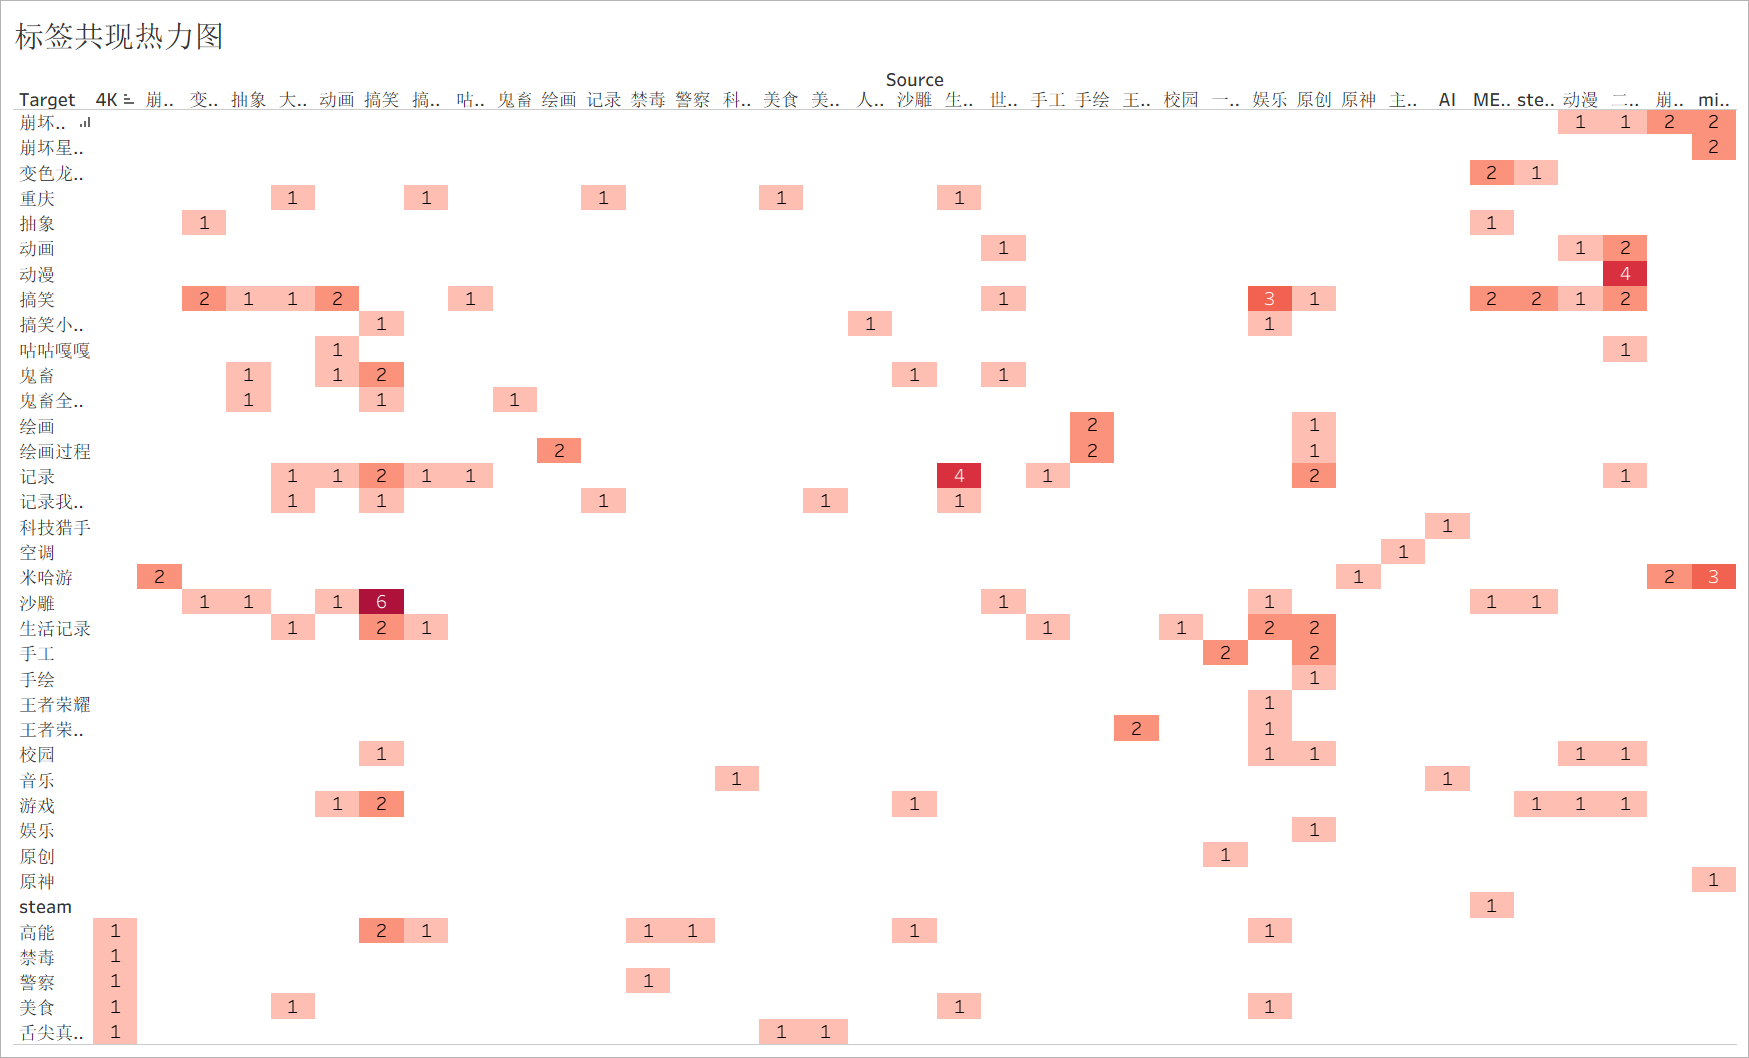 标签共现热力图
Source
Target 4K 崩.. 变.. 抽象 大.. 动画 搞笑 搞.. 咕.. 鬼畜 绘画 记录 禁毒 警察 科.. 美食 美.. 人.. 沙雕 生.. 世.. 手工 手绘 王.. 校园 一.. 娱乐 原创 原神 主.. AI ME.. ste.. 动漫 二.. 崩.. mi..
崩坏.. 1 1 2 2
崩坏星.. 2
变色龙.. 2 1
重庆 1 1 1 1 1
抽象 1 1
动画 1 1 2
动漫 4
搞笑 2 1 1 2 1 1 3 1 2 2 1 2
搞笑小.. 1 1 1
咕咕嘎嘎 1 1
鬼畜 1 1 2 1 1
鬼畜全.. 1 1 1
绘画 2 1
绘画过程 2 2 1
记录 1 1 2 1 1 4 1 2 1
记录我.. 1 1 1 1 1
科技猎手 1
空调 1
米哈游 2 1 2 3
沙雕 1 1 1 6 1 1 1 1
生活记录 1 2 1 1 1 2 2
手工 2 2
手绘 1
王者荣耀 1
王者荣.. 2 1
校园 1 1 1 1 1
音乐 1 1
游戏 1 2 1 1 1 1
娱乐 1
原创 1
原神 1
steam 1
高能 1 2 1 1 1 1 1
禁毒 1
警察 1 1
美食 1 1 1 1
舌尖真.. 1 1 1